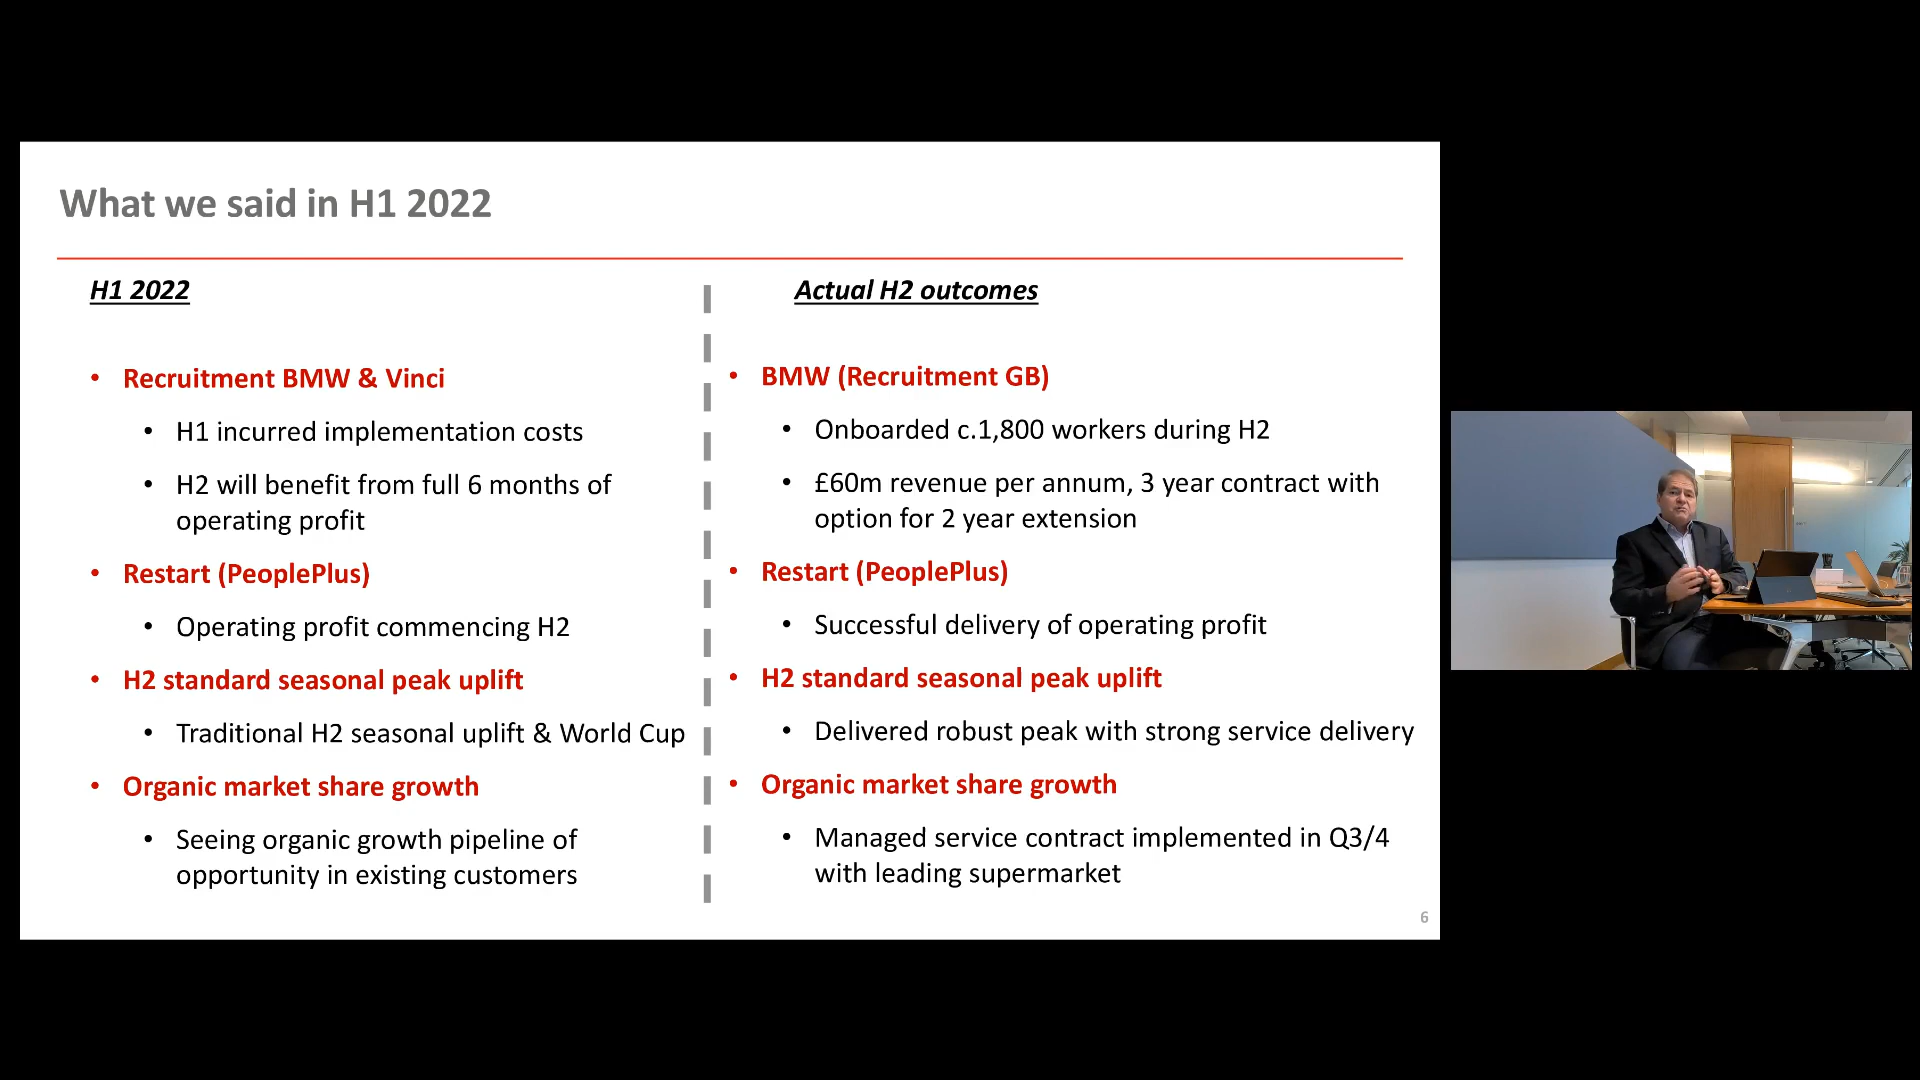 What we said in H1 2022
H1 2022
• Recruitment BMW & Vinci
• H1 incurred implementation costs
• H2 will benefit from full 6 months of
operating profit
• Restart (PeoplePlus)
• Operating profit commencing H2
• H2 standard seasonal peak uplift
• Traditional H2 seasonal uplift & World Cup
• Organic market share growth
• Seeing organic growth pipeline of
opportunity in existing customers
Actual H2 outcomes
• BMW (Recruitment GB)
• Onboarded c.1,800 workers during H2
• £60m revenue per annum, 3 year contract with
option for 2 year extension
• Restart (PeoplePlus)
• Successful delivery of operating profit
• H2 standard seasonal peak uplift
• Delivered robust peak with strong service delivery
• Organic market share growth
• Managed service contract implemented in Q3/4
with leading supermarket
6